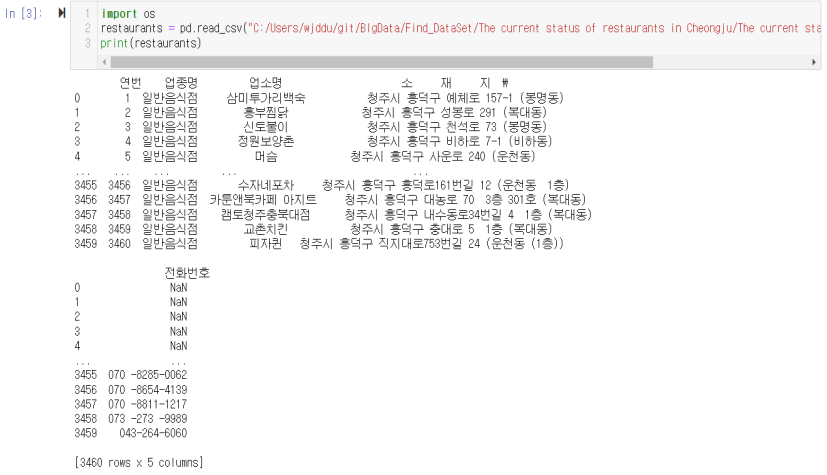 In [3]:
1 import os
2 restaurants = pd.read_csv("C:/Users/wjddu/git/BigData/Find_DataSet/The current status of restaurants in Cheongju/The current sta
3 print(restaurants)
연번 업종명 업소명 소 재 지 #
0 1 일반음식점 삼미투가리백숙 청주시 흥덕구 예체로 157-1 (봉명동)
1 2 일반음식점 흥부찜닭 청주시 흥덕구 성봉로 291 (복대동)
2 3 일반음식점 신토불이 청주시 흥덕구 천석로 73 (봉명동)
3 4 일반음식점 정원보양촌 청주시 흥덕구 비하로 7-1 (비하동)
4 5 일반음식점 머슴 청주시 흥덕구 사운로 240 (운천동)
... ... ... ... ...
3455 3456 일반음식점 수자네포차 청주시 흥덕구 흥덕로161번길 12 (운천동 1층)
3456 3457 일반음식점 카툰앤북카페 아지트 청주시 흥덕구 대농로 70 3층 301호 (복대동)
3457 3458 일반음식점 캠토청주충북대점 청주시 흥덕구 내수동로34번길 4 1층 (복대동)
3458 3459 일반음식점 교촌치킨 청주시 흥덕구 충대로 5 1층 (복대동)
3459 3460 일반음식점 피자퀸 청주시 흥덕구 직지대로753번길 24 (운천동 (1층))
전화번호
0 NaN
1 NaN
2 NaN
3 NaN
4 NaN
... ...
3455 070 -8285-0062
3456 070 -8654-4139
3457 070 -8811-1217
3458 073 -273 -9989
3459 043-264-6060
[3460 rows x 5 columns]